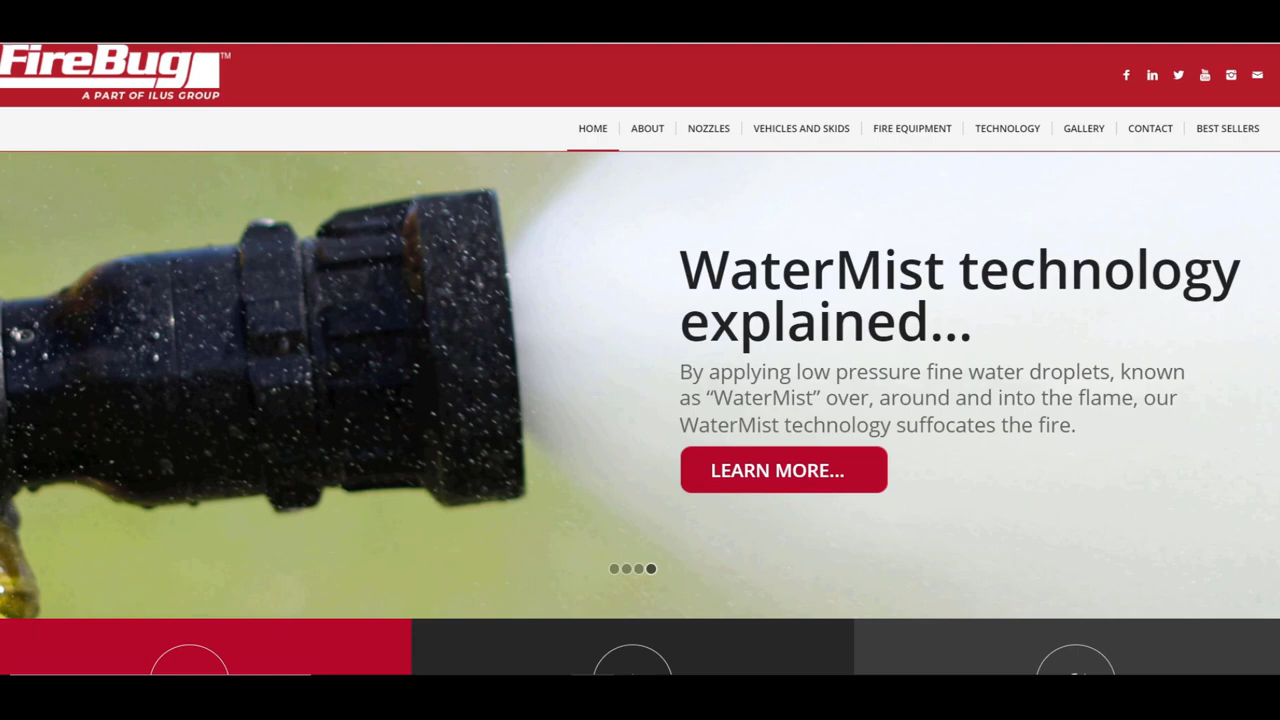 FireBug™
A PART OF ILUS GROUP
HOME
ABOUT
NOZZLES
VEHICLES AND SKIDS
FIRE EQUIPMENT
TECHNOLOGY
GALLERY
CONTACT
BEST SELLERS
WaterMist technology
explained...
By applying low pressure fine water droplets, known
as “WaterMist” over, around and into the flame, our
WaterMist technology suffocates the fire.
LEARN MORE...